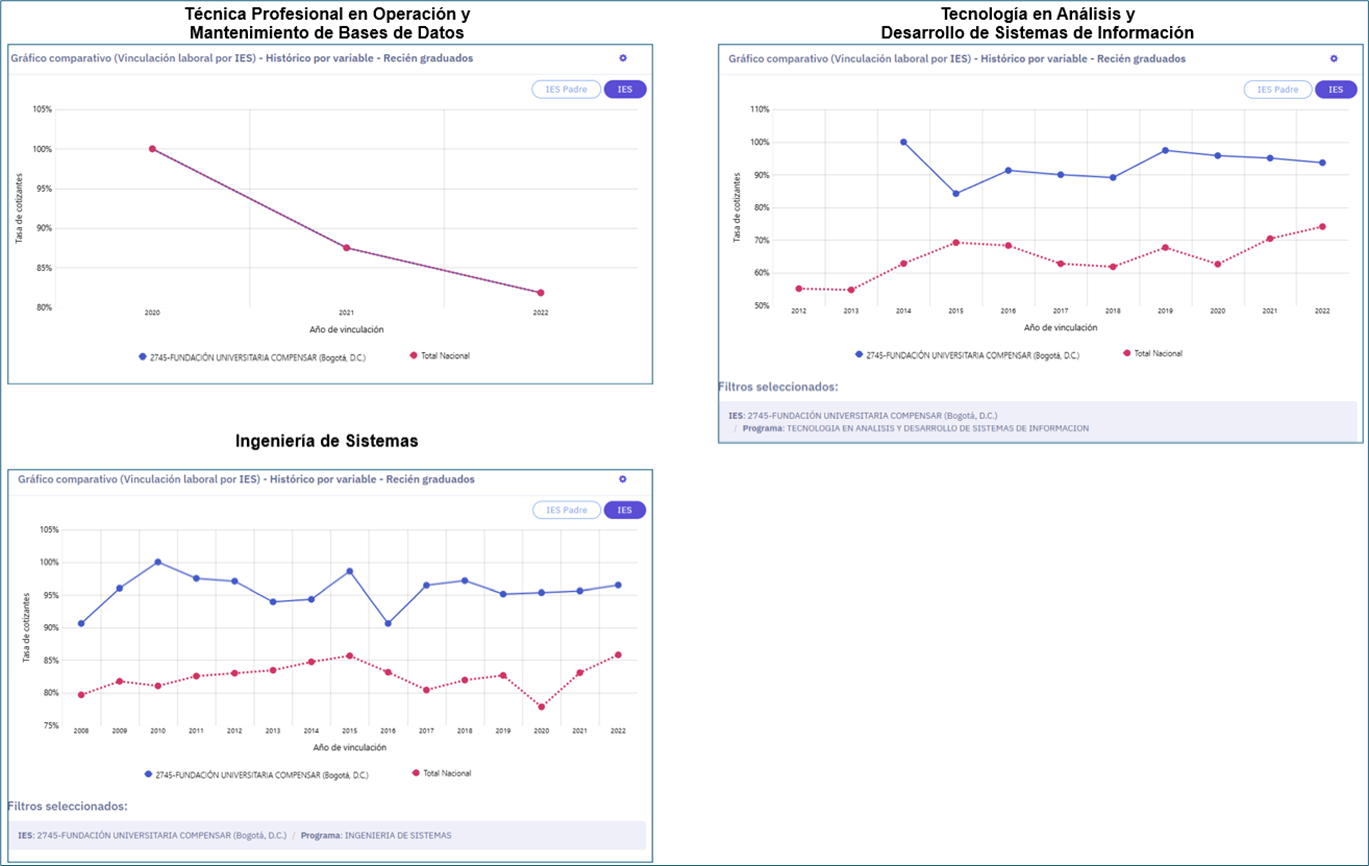 Técnica Profesional en Operación y
Mantenimiento de Bases de Datos
Gráfico comparativo (Vinculación laboral por IES) - Histórico por variable - Recién graduados
IES Padre
IES
105%
100%
95%
90%
85%
80%
Tasa de cotizantes
2020
2021
2022
Año de vinculación
2745-FUNDACIÓN UNIVERSITARIA COMPENSAR (Bogotá, D.C.)
Total Nacional
Tecnología en Análisis y
Desarrollo de Sistemas de Información
Gráfico comparativo (Vinculación laboral por IES) - Histórico por variable - Recién graduados
IES Padre
IES
110%
100%
90%
80%
70%
60%
50%
Tasa de cotizantes
2012 2013 2014 2015 2016 2017 2018 2019 2020 2021 2022
Año de vinculación
2745-FUNDACIÓN UNIVERSITARIA COMPENSAR (Bogotá, D.C.)
Total Nacional
Filtros seleccionados:
IES: 2745-FUNDACIÓN UNIVERSITARIA COMPENSAR (Bogotá, D.C.)
/ Programa: TECNOLOGIA EN ANALISIS Y DESARROLLO DE SISTEMAS DE INFORMACION
Ingeniería de Sistemas
Gráfico comparativo (Vinculación laboral por IES) - Histórico por variable - Recién graduados
IES Padre
IES
105%
100%
95%
90%
85%
80%
75%
Tasa de cotizantes
2008 2009 2010 2011 2012 2013 2014 2015 2016 2017 2018 2019 2020 2021 2022
Año de vinculación
2745-FUNDACIÓN UNIVERSITARIA COMPENSAR (Bogotá, D.C.)
Total Nacional
Filtros seleccionados:
IES: 2745-FUNDACIÓN UNIVERSITARIA COMPENSAR (Bogotá, D.C.) / Programa: INGENIERIA DE SISTEMAS